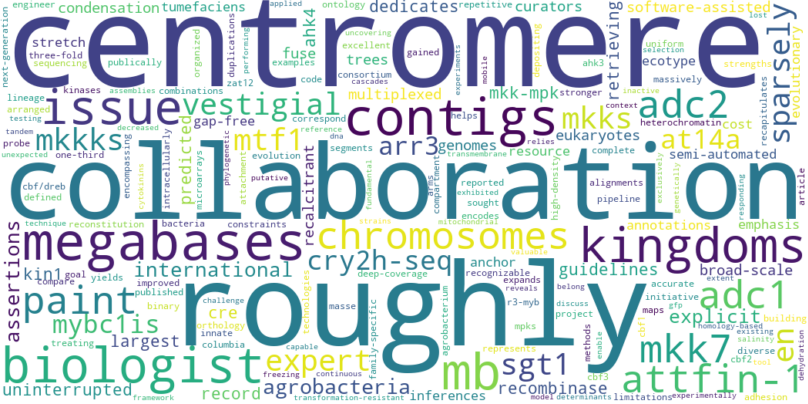 centromere
collaboration
roughly
engineer condensation tumefaciens
repetitive curators
dedicates
software-assisted
next-generation
stretch
publically
three-fold
sequencing
kinases
assemblies
ontology
organized
duplications
combinations
zat12
fuse
ahk4
trees
examples
excellent
uncovering
existing
performing
applied
lost
code
consortium
cascades
gained
mobile
experiments
ahk3
mkk-mpk
stronger
retrieving
ecotype
uniform
selection
strengths
massively
inactive
context
sparsely
evolutionary
recapitulates
issue
vestigial
multiplexed
contigs
mkks
adc2
lineage
arranged
testing
tandem
probe
one-third
unexpected
decreased
gap-free
correspond
reference
helps
relies
eukaryotes
heterochromatin
cost
mkkks
mtf1
predicted
arr3
genomes
resource
at14a
semi-automated
cbf/dreb
defined
encompassing
intracellularly
microarrays
evolution
putative
phylogenetic
attachment
dna
segments
transmembrane
arms
compartment
reported
sought
encodes
fundamental
exhibited
high-density
exclusively
genetically
responding
complete
alignments
pipeline
article
cytokinins
technique
reconstitution
bacteria
constraints
strains
mitochondrial
valuable
annotations
emphasis
megabases
recalcitrant
chromosomes
kingdoms
assertions
kin1
goal
compare
international
improved
yields
published
binary
cry2h-seq
anchor
deep-coverage
recognizable
expands
reveals
r3-myb
guidelines
accurate
initiative
maps
broad-scale
extent
belong
discuss
project
gfp
homology-based
building
diverse
paint
mybc1is
cre
orthology
innate
columbia
largest
treating
technologies
challenge
masse
family-specific
agrobacterium
mpks
represents
methods
enable
cbf2
cbf3
salinity
tool
dehydration
explicit
adc1
en
biologist
expert
mb
sgt1
mkk7
attfin-1
uninterrupted
record
agrobacteria
recombinase
inferences
freezing
continuous
capable
framework
transformation-resistant
model
determinants
limitations
experimentally
adhesion